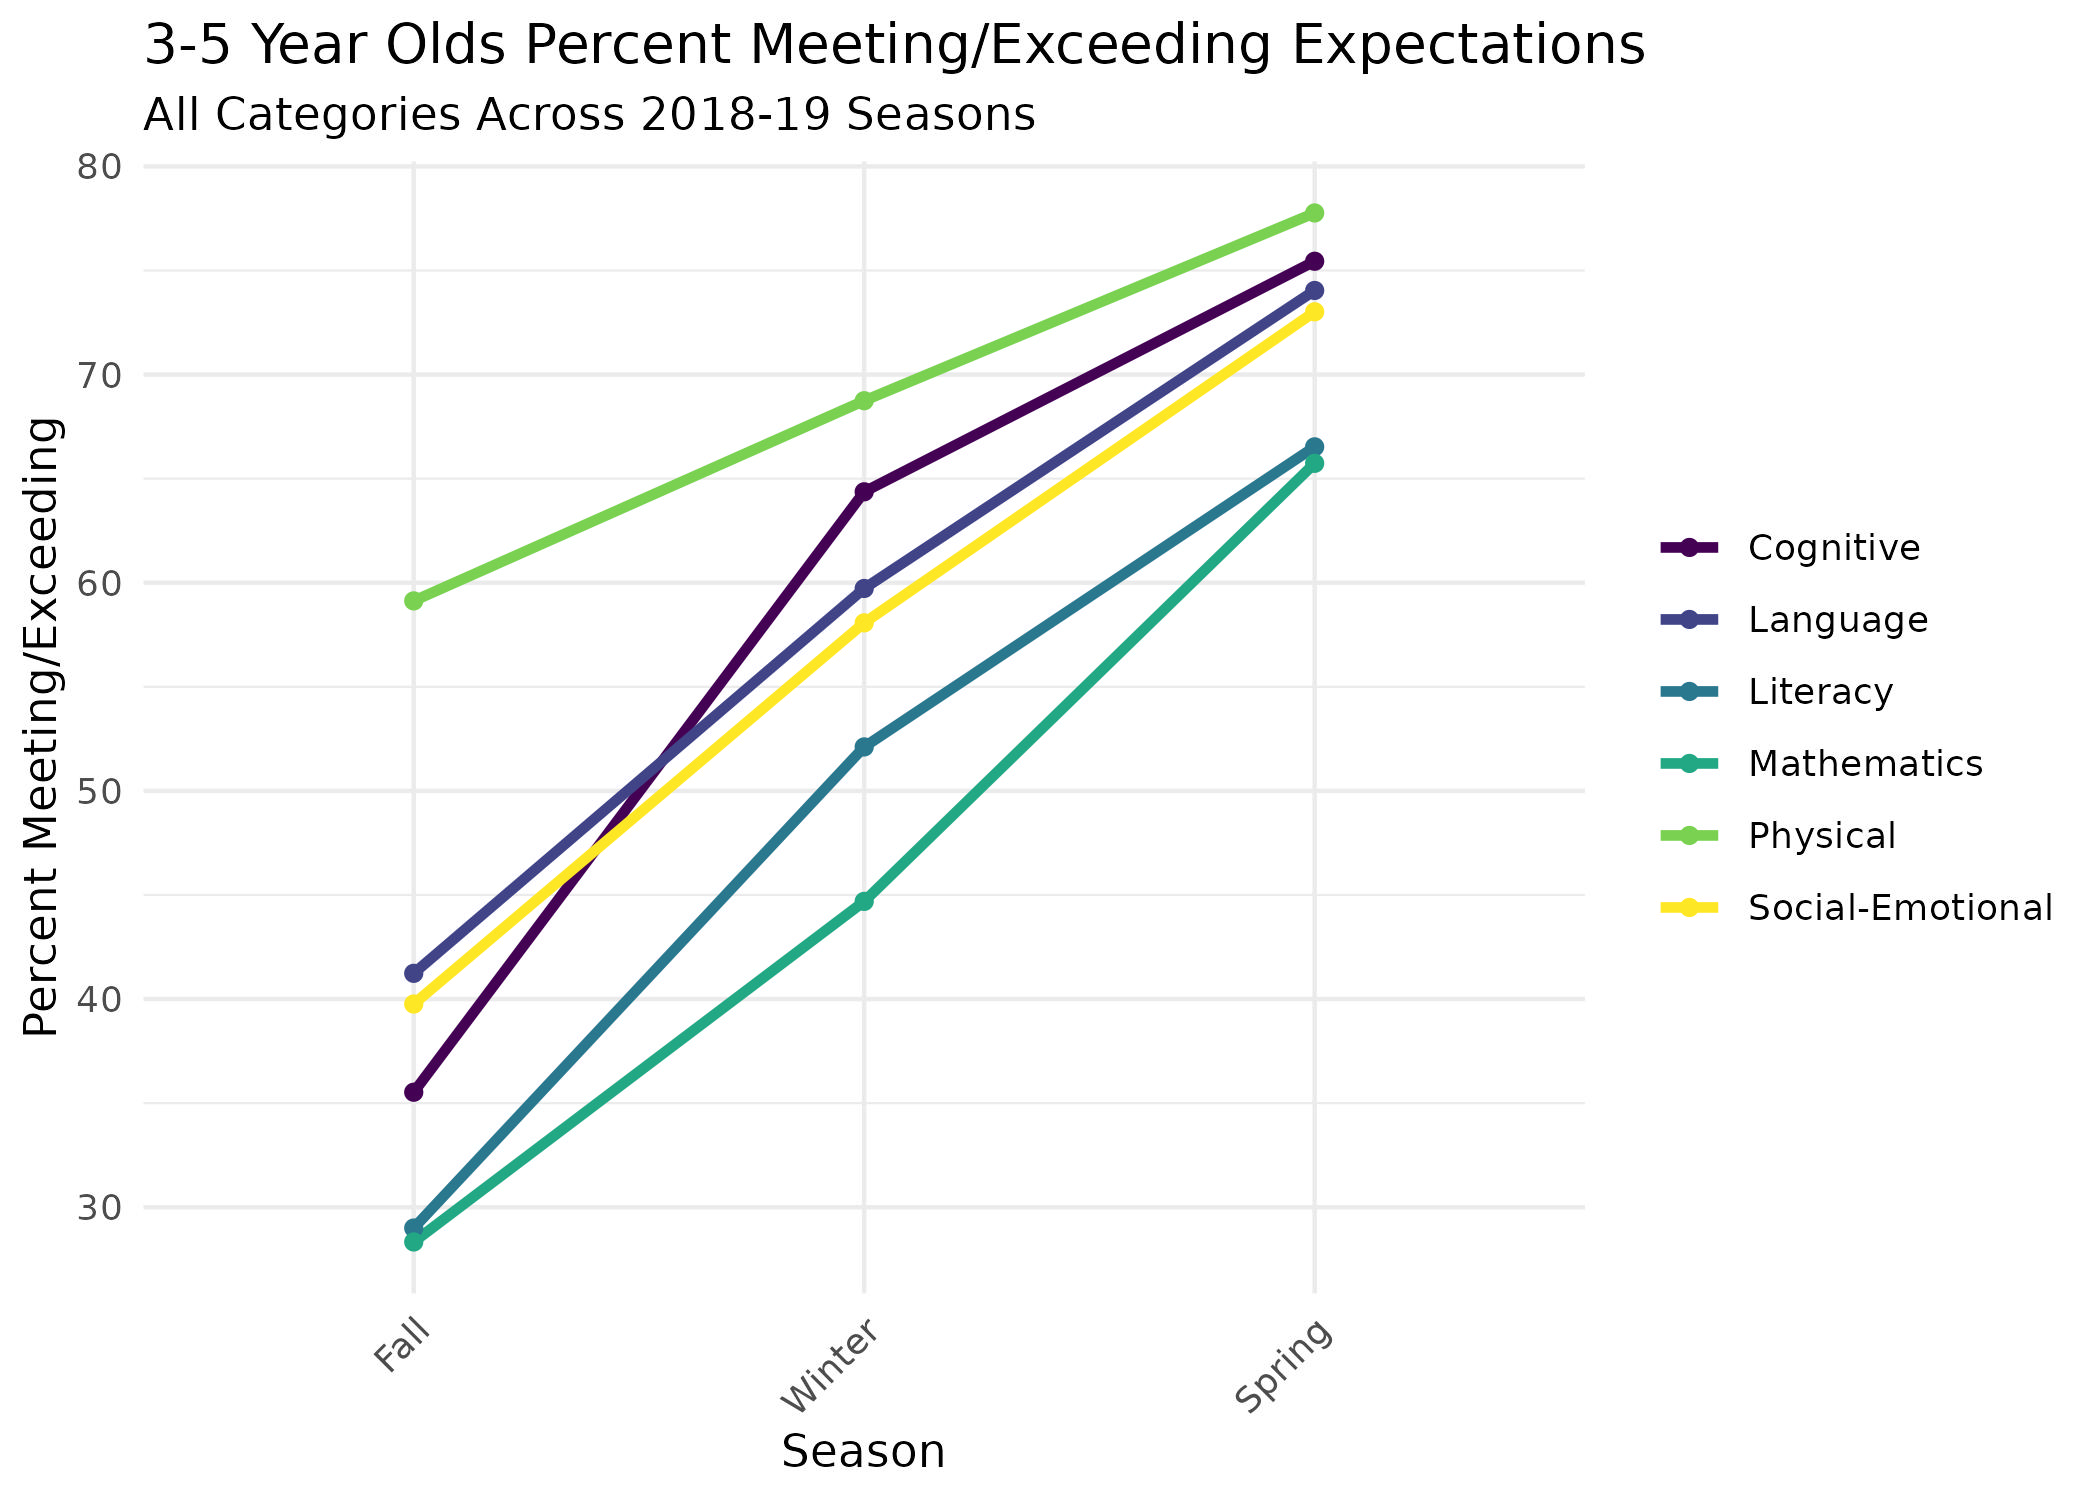 3-5 Year Olds Percent Meeting/Exceeding Expectations
All Categories Across 2018-19 Seasons
Percent Meeting/Exceeding
80
70
60
50
40
30
Fall
Winter
Spring
Season
Cognitive
Language
Literacy
Mathematics
Physical
Social-Emotional